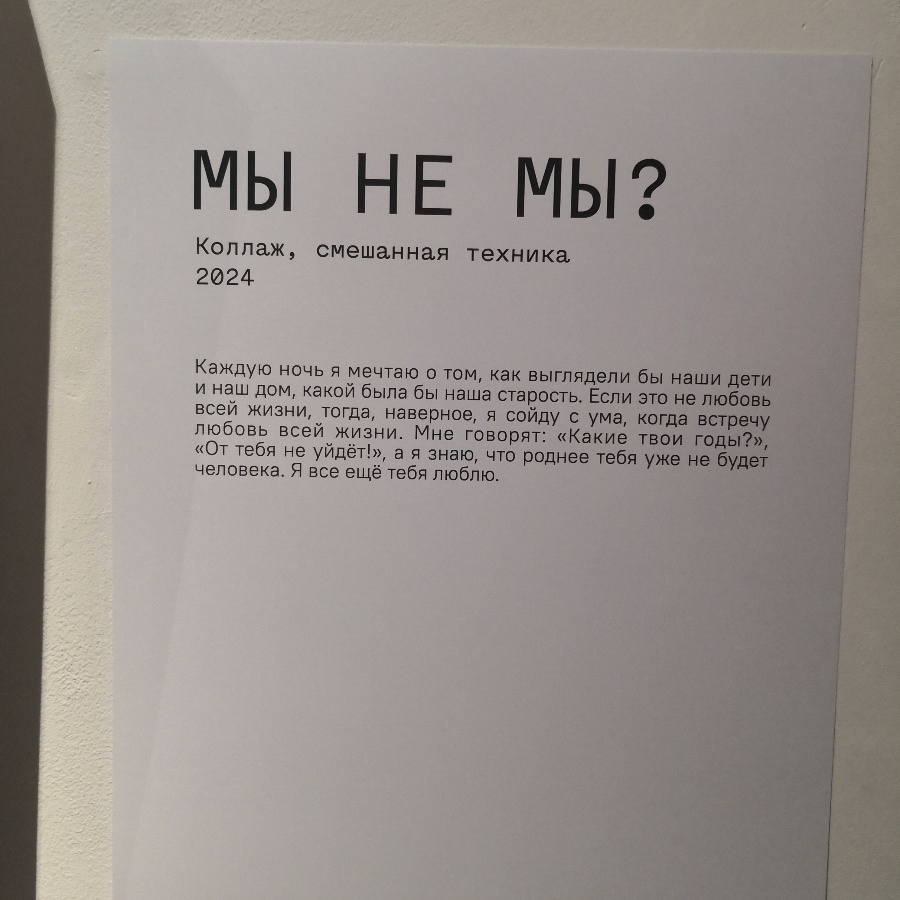 МЫ НЕ МЫ?
Коллаж, смешанная техника
2024
Каждую ночь я мечтаю о том, как выглядели бы наши дети
и наш дом, какой была бы наша старость. Если это не любовь
всей жизни, тогда, наверное, я сойду с ума, когда встречу
любовь всей жизни. Мне говорят: «Какие твои годы?»,
«От тебя не уйдёт!», а я знаю, что роднее тебя уже не будет
человека. Я все ещё тебя люблю.